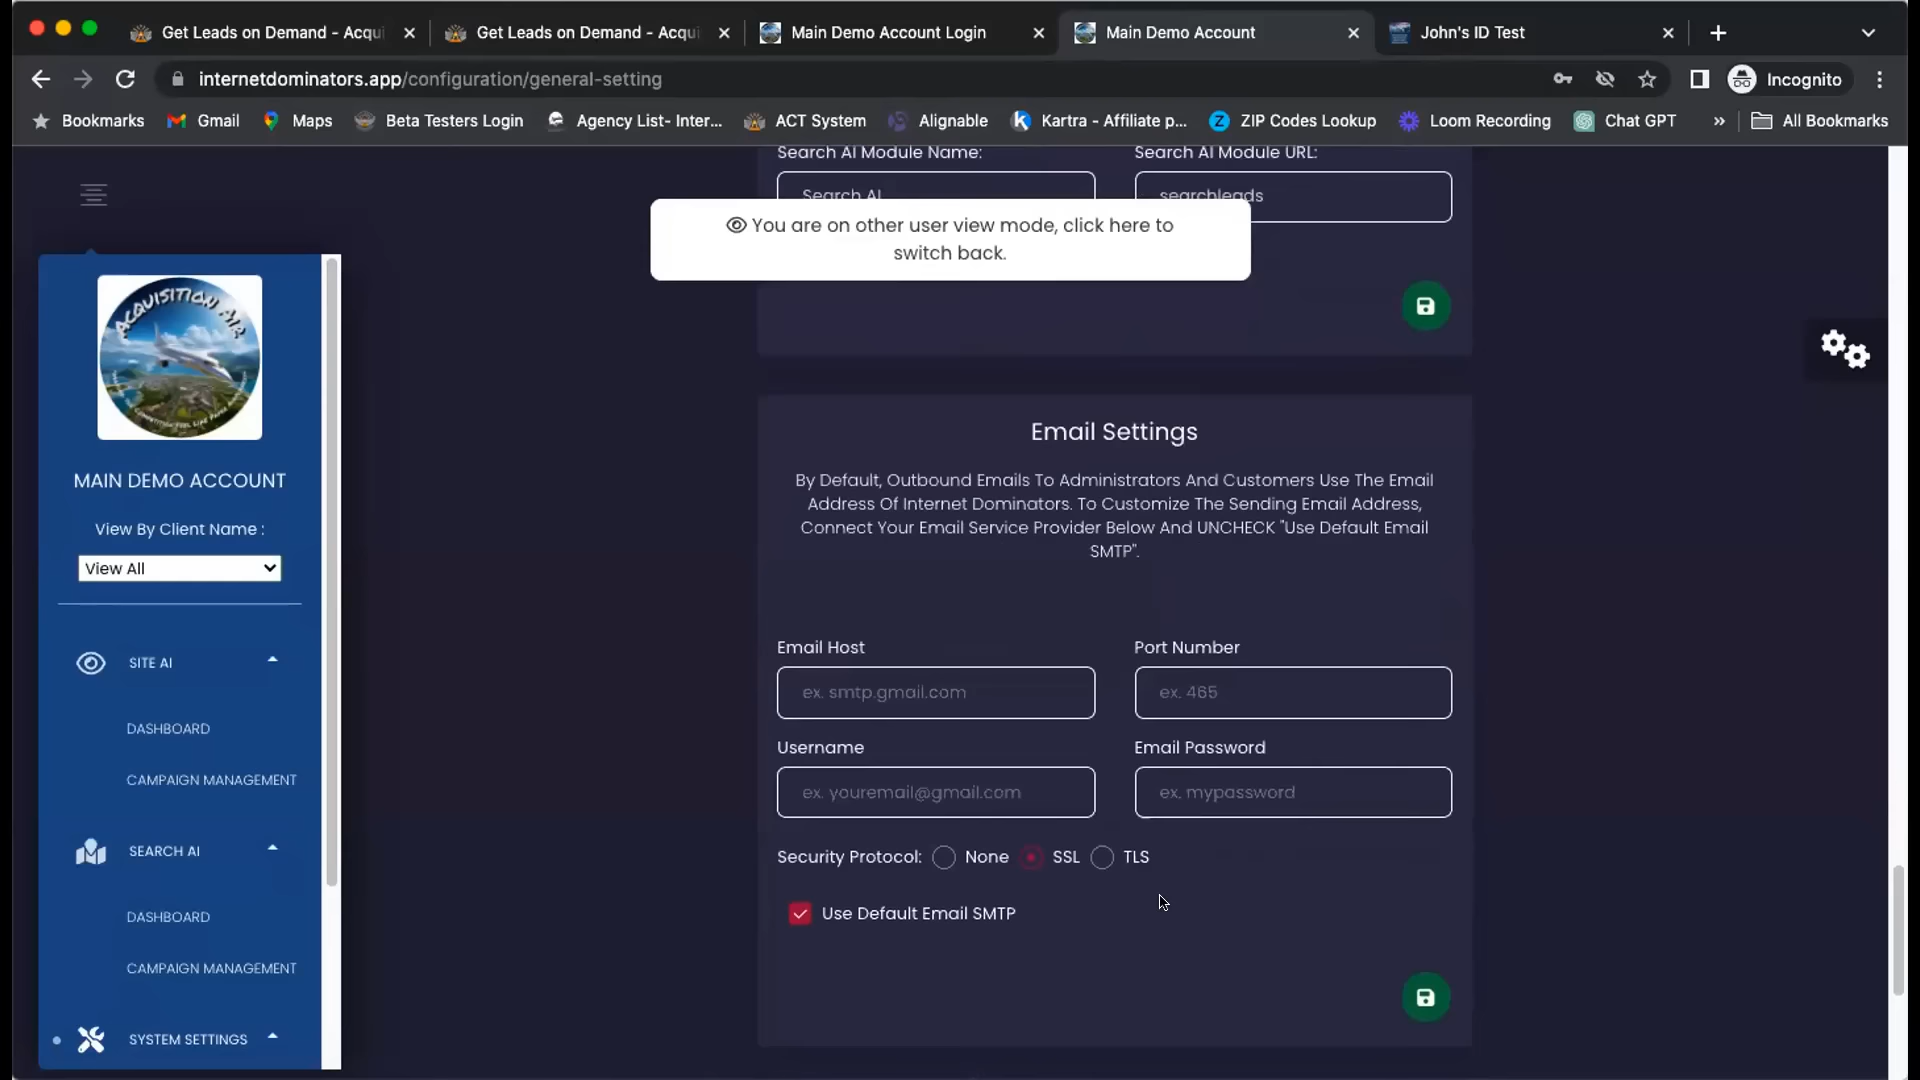 Get Leads on Demand - Acqui
Get Leads on Demand - Acqui
Main Demo Account Login
Main Demo Account
John's ID Test
internetdominators.app/configuration/general-setting
Incognito
Bookmarks
Gmail
Maps
Beta Testers Login
Agency List- Inter...
ACT System
Alignable
Kartra - Affiliate p...
ZIP Codes Lookup
Loom Recording
Chat GPT
»
All Bookmarks
Search AI Module Name:
Search AI Module URL:
Search AI
searchleads
You are on other user view mode, click here to
switch back.
ACQUISITION AIR
MAIN DEMO ACCOUNT
View By Client Name :
View All
SITE AI
DASHBOARD
CAMPAIGN MANAGEMENT
SEARCH AI
DASHBOARD
CAMPAIGN MANAGEMENT
SYSTEM SETTINGS
Email Settings
By Default, Outbound Emails To Administrators And Customers Use The Email
Address Of Internet Dominators. To Customize The Sending Email Address,
Connect Your Email Service Provider Below And UNCHECK "Use Default Email
SMTP".
Email Host
Port Number
ex. smtp.gmail.com
ex. 465
Username
Email Password
ex. youremail@gmail.com
ex. mypassword
Security Protocol:
None
SSL
TLS
Use Default Email SMTP